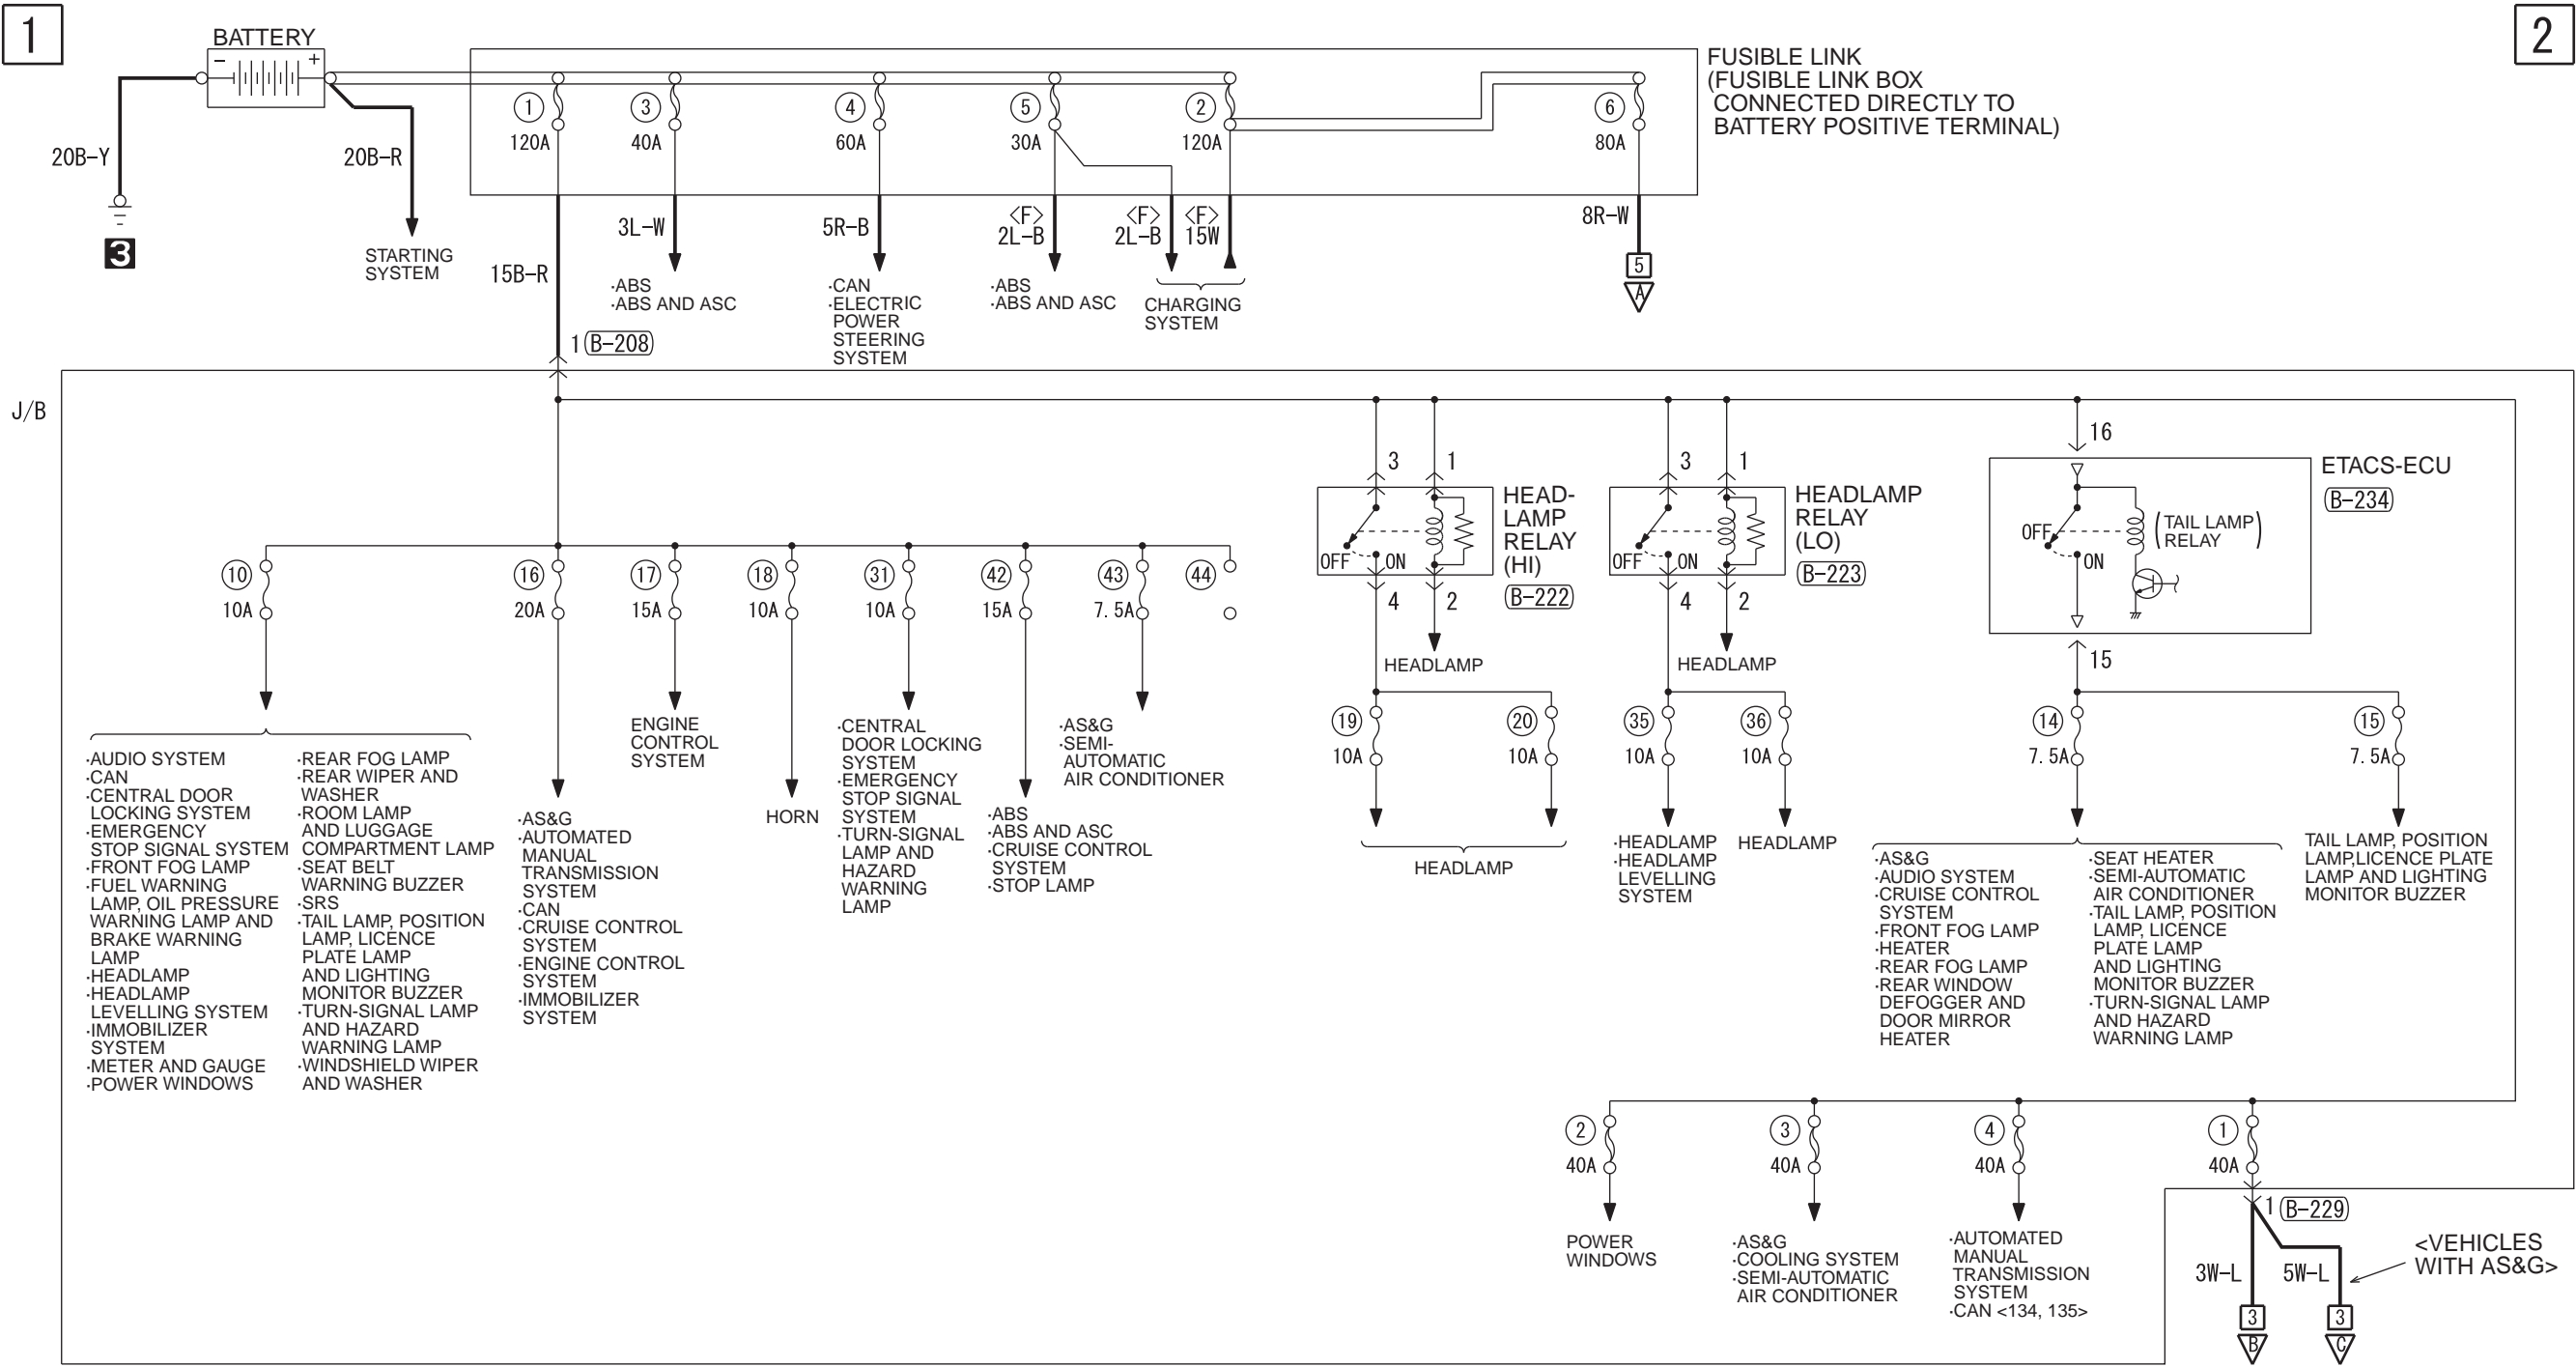 1
2
BATTERY
− +
FUSIBLE LINK
(FUSIBLE LINK BOX
CONNECTED DIRECTLY TO
BATTERY POSITIVE TERMINAL)
1
120A
3
40A
4
60A
5
30A
2
120A
6
80A
20B-Y
3
20B-R
STARTING
SYSTEM
15B-R
3L-W
·ABS
·ABS AND ASC
5R-B
·CAN
·ELECTRIC
POWER
STEERING
SYSTEM
<F>
2L-B
·ABS
·ABS AND ASC
<F>
2L-B
<F>
15W
CHARGING
SYSTEM
8R-W
5
A
1 B-208
J/B
10
10A
16
20A
17
15A
18
10A
31
10A
42
15A
43
7.5A
44
·AUDIO SYSTEM
·CAN
·CENTRAL DOOR
LOCKING SYSTEM
·EMERGENCY
STOP SIGNAL SYSTEM
·FRONT FOG LAMP
·FUEL WARNING
LAMP, OIL PRESSURE
WARNING LAMP AND
BRAKE WARNING
LAMP
·HEADLAMP
·HEADLAMP
LEVELLING SYSTEM
·IMMOBILIZER
SYSTEM
·METER AND GAUGE
·POWER WINDOWS
·REAR FOG LAMP
·REAR WIPER AND
WASHER
·ROOM LAMP
AND LUGGAGE
COMPARTMENT LAMP
·SEAT BELT
WARNING BUZZER
·SRS
·TAIL LAMP, POSITION
LAMP, LICENCE
PLATE LAMP
AND LIGHTING
MONITOR BUZZER
·TURN-SIGNAL LAMP
AND HAZARD
WARNING LAMP
·WINDSHIELD WIPER
AND WASHER
·AS&G
·AUTOMATED
MANUAL
TRANSMISSION
SYSTEM
·CAN
·CRUISE CONTROL
SYSTEM
·ENGINE CONTROL
SYSTEM
·IMMOBILIZER
SYSTEM
ENGINE
CONTROL
SYSTEM
HORN
·CENTRAL
DOOR LOCKING
SYSTEM
·EMERGENCY
STOP SIGNAL
SYSTEM
·TURN-SIGNAL
LAMP AND
HAZARD
WARNING
LAMP
·ABS
·ABS AND ASC
·CRUISE CONTROL
SYSTEM
·STOP LAMP
·AS&G
·SEMI-
AUTOMATIC
AIR CONDITIONER
3 1
OFF ON
4 2
HEAD-
LAMP
RELAY
(HI)
B-222
HEADLAMP
19
10A
20
10A
HEADLAMP
3 1
OFF ON
4 2
HEADLAMP
RELAY
(LO)
B-223
HEADLAMP
35
10A
36
10A
·HEADLAMP
·HEADLAMP
LEVELLING
SYSTEM
HEADLAMP
16
ETACS-ECU
B-234
OFF ON
(TAIL LAMP
RELAY)
15
14
7.5A
15
7.5A
·AS&G
·AUDIO SYSTEM
·CRUISE CONTROL
SYSTEM
·FRONT FOG LAMP
·HEATER
·REAR FOG LAMP
·REAR WINDOW
DEFOGGER AND
DOOR MIRROR
HEATER
·SEAT HEATER
·SEMI-AUTOMATIC
AIR CONDITIONER
·TAIL LAMP, POSITION
LAMP, LICENCE
PLATE LAMP
AND LIGHTING
MONITOR BUZZER
·TURN-SIGNAL LAMP
AND HAZARD
WARNING LAMP
TAIL LAMP, POSITION
LAMP,LICENCE PLATE
LAMP AND LIGHTING
MONITOR BUZZER
2
40A
3
40A
4
40A
1
40A
POWER
WINDOWS
·AS&G
·COOLING SYSTEM
·SEMI-AUTOMATIC
AIR CONDITIONER
·AUTOMATED
MANUAL
TRANSMISSION
SYSTEM
·CAN <134, 135>
1 B-229
3W-L
5W-L
<VEHICLES
WITH AS&G>
3
B
3
C